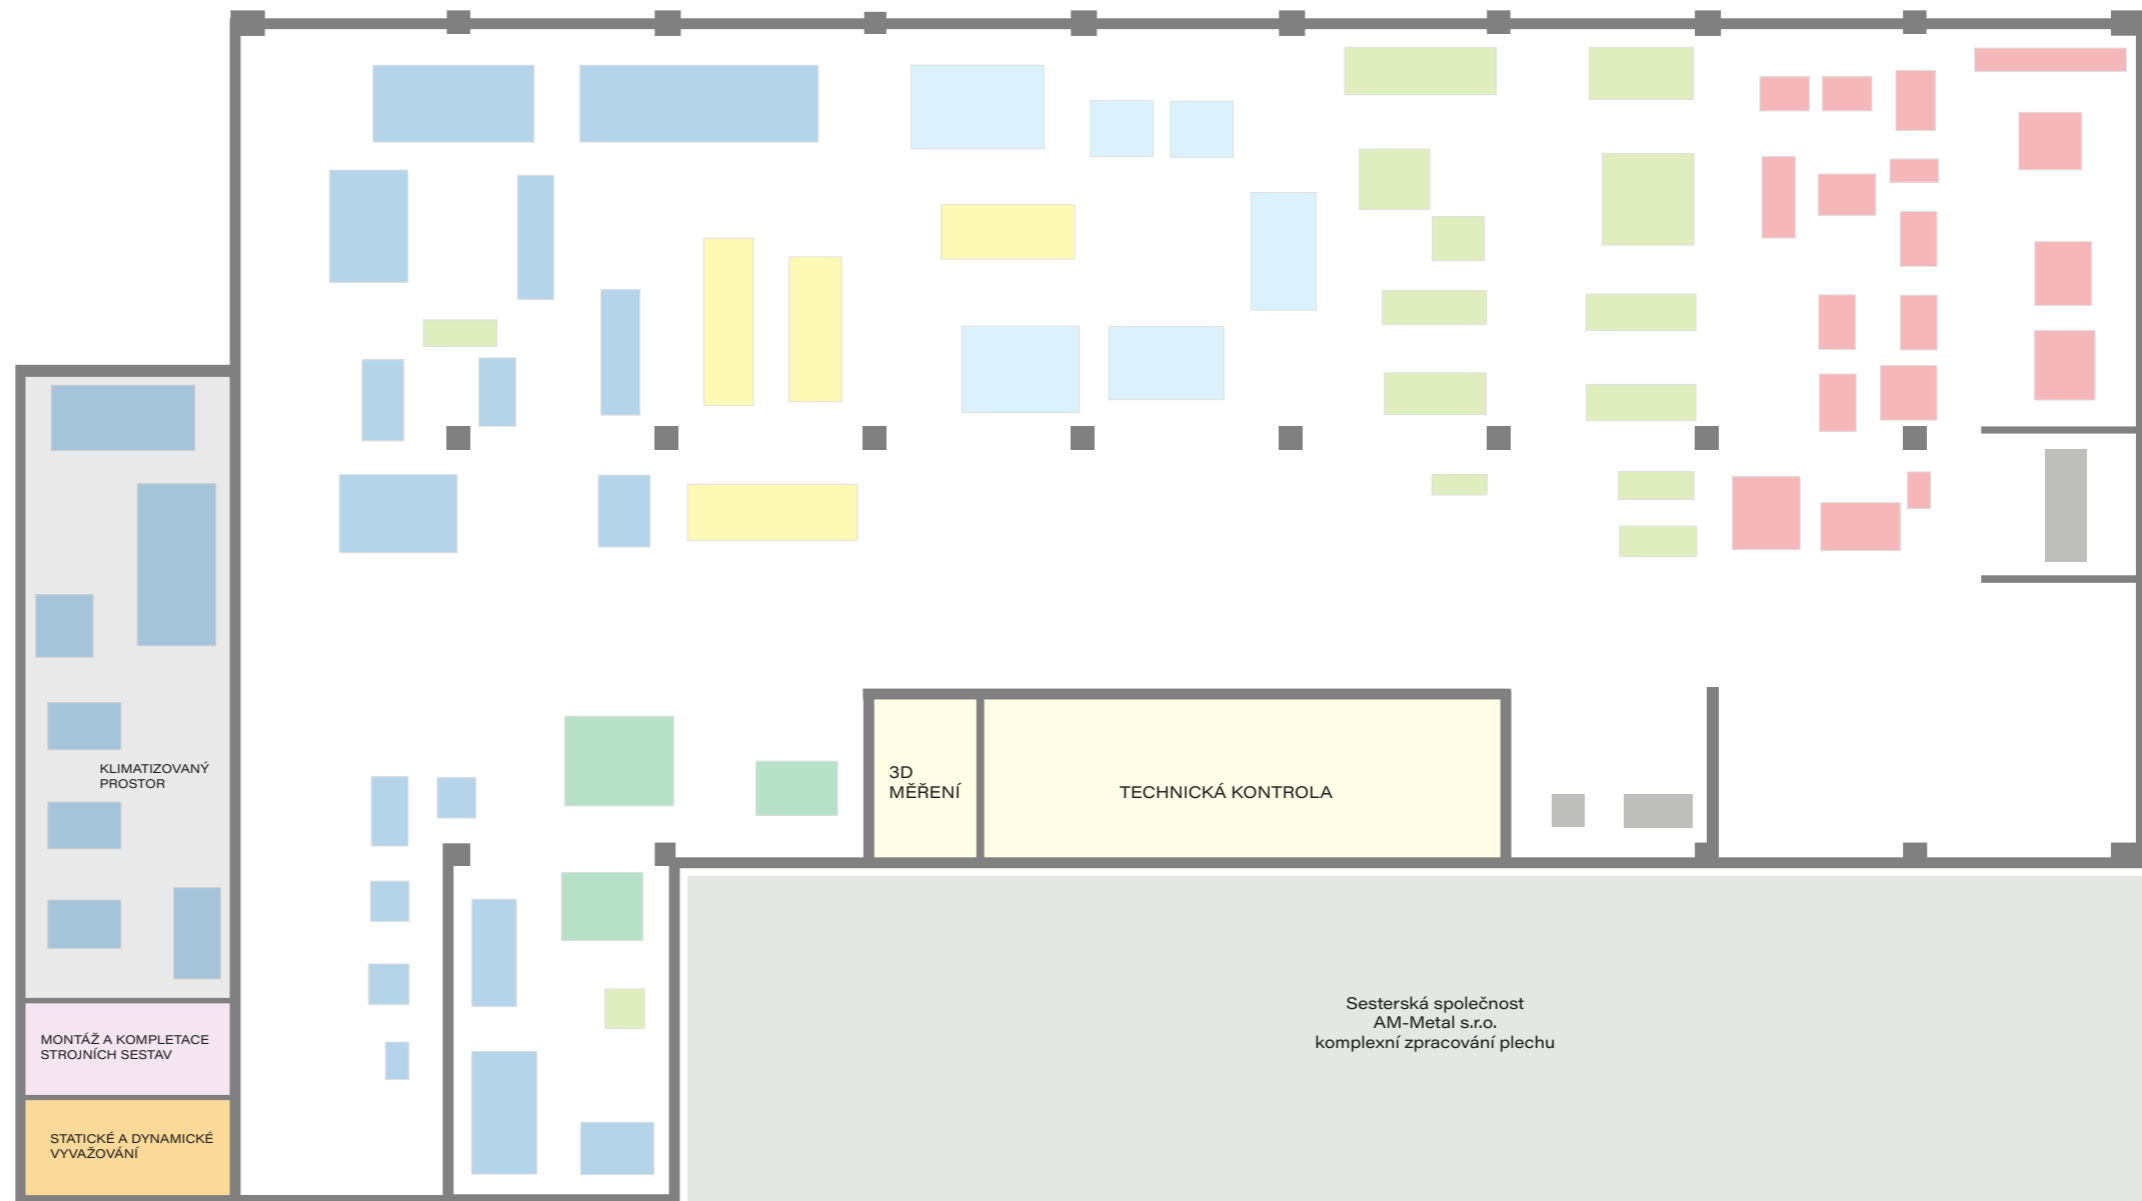 3D
MĚŘENÍ
TECHNICKÁ KONTROLA
KLIMATIZOVANÝ
PROSTOR
MONTÁŽ A KOMPLETACE
STROJNÍCH SESTAV
STATICKÉ A DYNAMICKÉ
VYVAŽOVÁNÍ
Sesterská společnost
AM-Metal s.r.o.
komplexní zpracování plechu